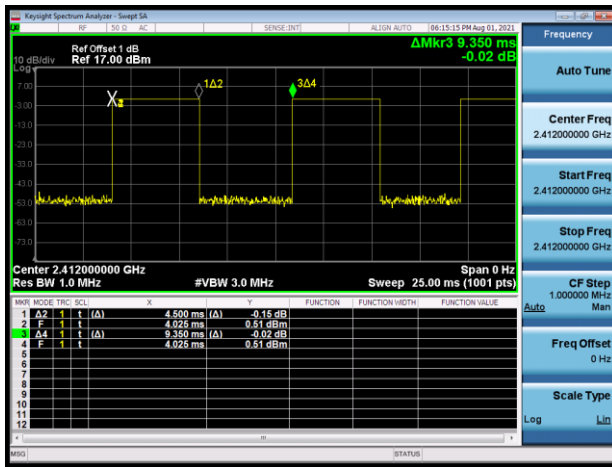 Keysight Spectrum Analyzer - Swept SA
RF 50 Ω AC SENSE:INT ALIGN AUTO 06:15:15 PM Aug 01, 2021
Ref Offset 1 dB
10 dB/div Ref 17.00 dBm
Log
ΔMkr3 9.350 ms
-0.02 dB
1Δ2
3Δ4
7.00
-3.00
-13.0
-23.0
-33.0
-43.0
-53.0
-63.0
-73.0
Center 2.412000000 GHz Span 0 Hz
Res BW 1.0 MHz #VBW 3.0 MHz Sweep 25.00 ms (1001 pts)
MKR MODE TRC SCL X Y FUNCTION FUNCTION WIDTH FUNCTION VALUE
1 Δ2 1 t (Δ) 4.500 ms (Δ) -0.15 dB
2 F 1 t 4.025 ms 0.51 dBm
3 Δ4 1 t (Δ) 9.350 ms (Δ) -0.02 dB
4 F 1 t 4.025 ms 0.51 dBm
5
6
7
8
9
10
11
12
MSG STATUS
Frequency
Auto Tune
Center Freq
2.412000000 GHz
Start Freq
2.412000000 GHz
Stop Freq
2.412000000 GHz
CF Step
1.000000 MHz
Auto Man
Freq Offset
0 Hz
Scale Type
Log Lin